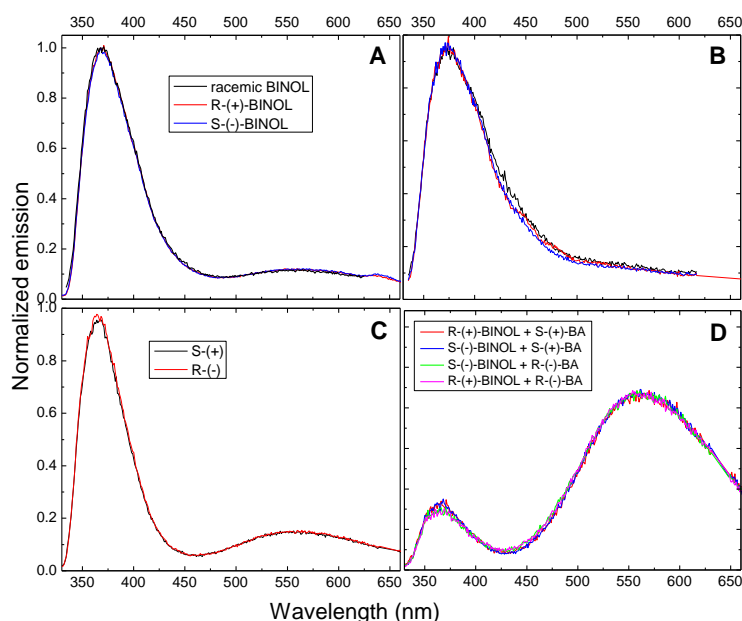 350 400 450 500 550 600 650 350 400 450 500 550 600 650
A
B
racemic BINOL
R-(+)-BINOL
S-(-)-BINOL
1.0
0.8
0.6
0.4
0.2
0.0
Normalized emission
C
D
S-(+)
R-(-)
R-(+)-BINOL + S-(+)-BA
S-(-)-BINOL + S-(+)-BA
S-(-)-BINOL + R-(-)-BA
R-(+)-BINOL + R-(-)-BA
1.0
0.8
0.6
0.4
0.2
0.0
350 400 450 500 550 600 650 350 400 450 500 550 600 650
Wavelength (nm)